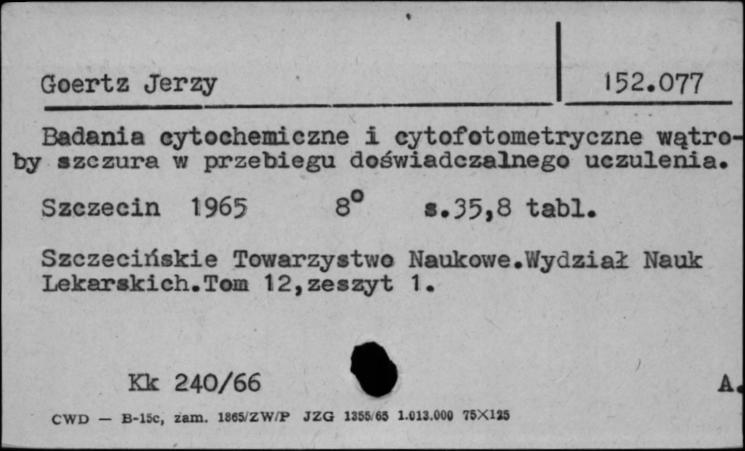 Goertz Jerzy 152.077
Badania cytochemiczne i cytofotometryczne wątro-
by szczura w przebiegu doświadczalnego uczulenia.
Szczecin 1965 8° s.35,8 tabl.
Szczecińskie Towarzystwo Naukowe.Wydział Nauk
Lekarskich.Tom 12,zeszyt 1.
Kk 240/66 A.
CWD — B-15c, zam. 1865/ZW/P JZG 1355/65 1.013.000 75X125